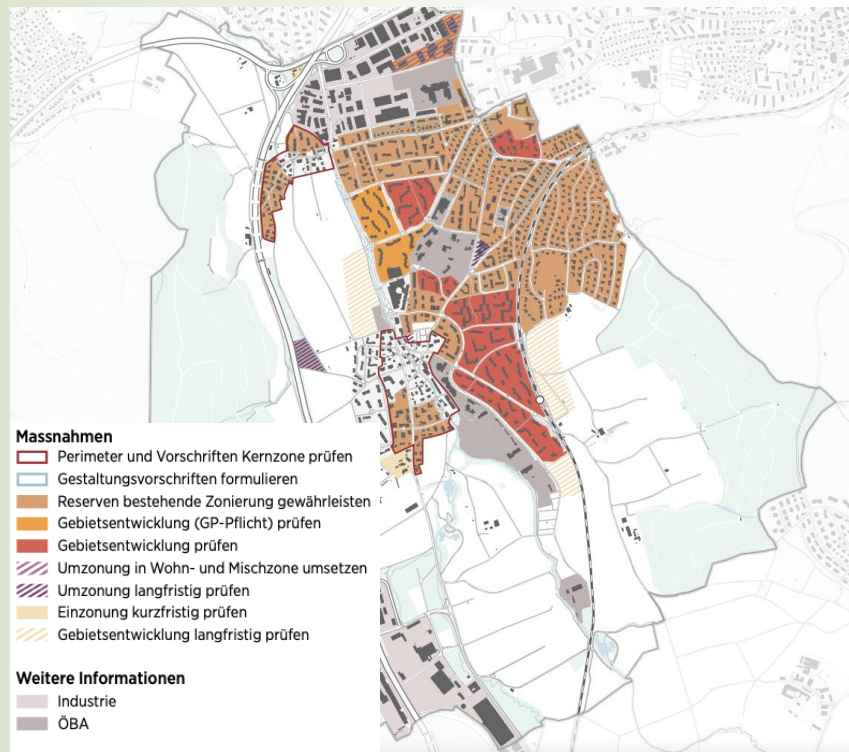 Massnahmen
Perimeter und Vorschriften Kernzone prüfen
Gestaltungsvorschriften formulieren
Reserven bestehende Zonierung gewährleisten
Gebietsentwicklung (GP-Pflicht) prüfen
Gebietsentwicklung prüfen
Umzonung in Wohn- und Mischzone umsetzen
Umzonung langfristig prüfen
Einzonung kurzfristig prüfen
Gebietsentwicklung langfristig prüfen
Weitere Informationen
Industrie
ÖBA